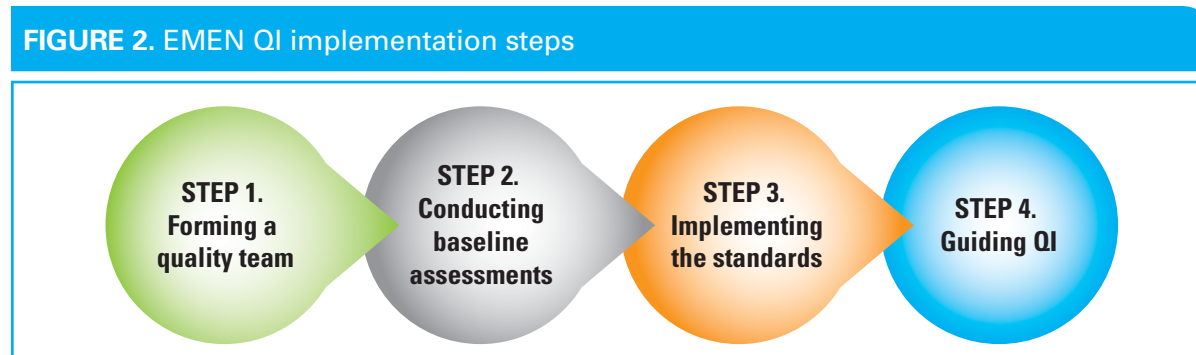 FIGURE 2. EMEN QI implementation steps
STEP 1.
Forming a
quality team
STEP 2.
Conducting
baseline
assessments
STEP 3.
Implementing
the standards
STEP 4.
Guiding QI